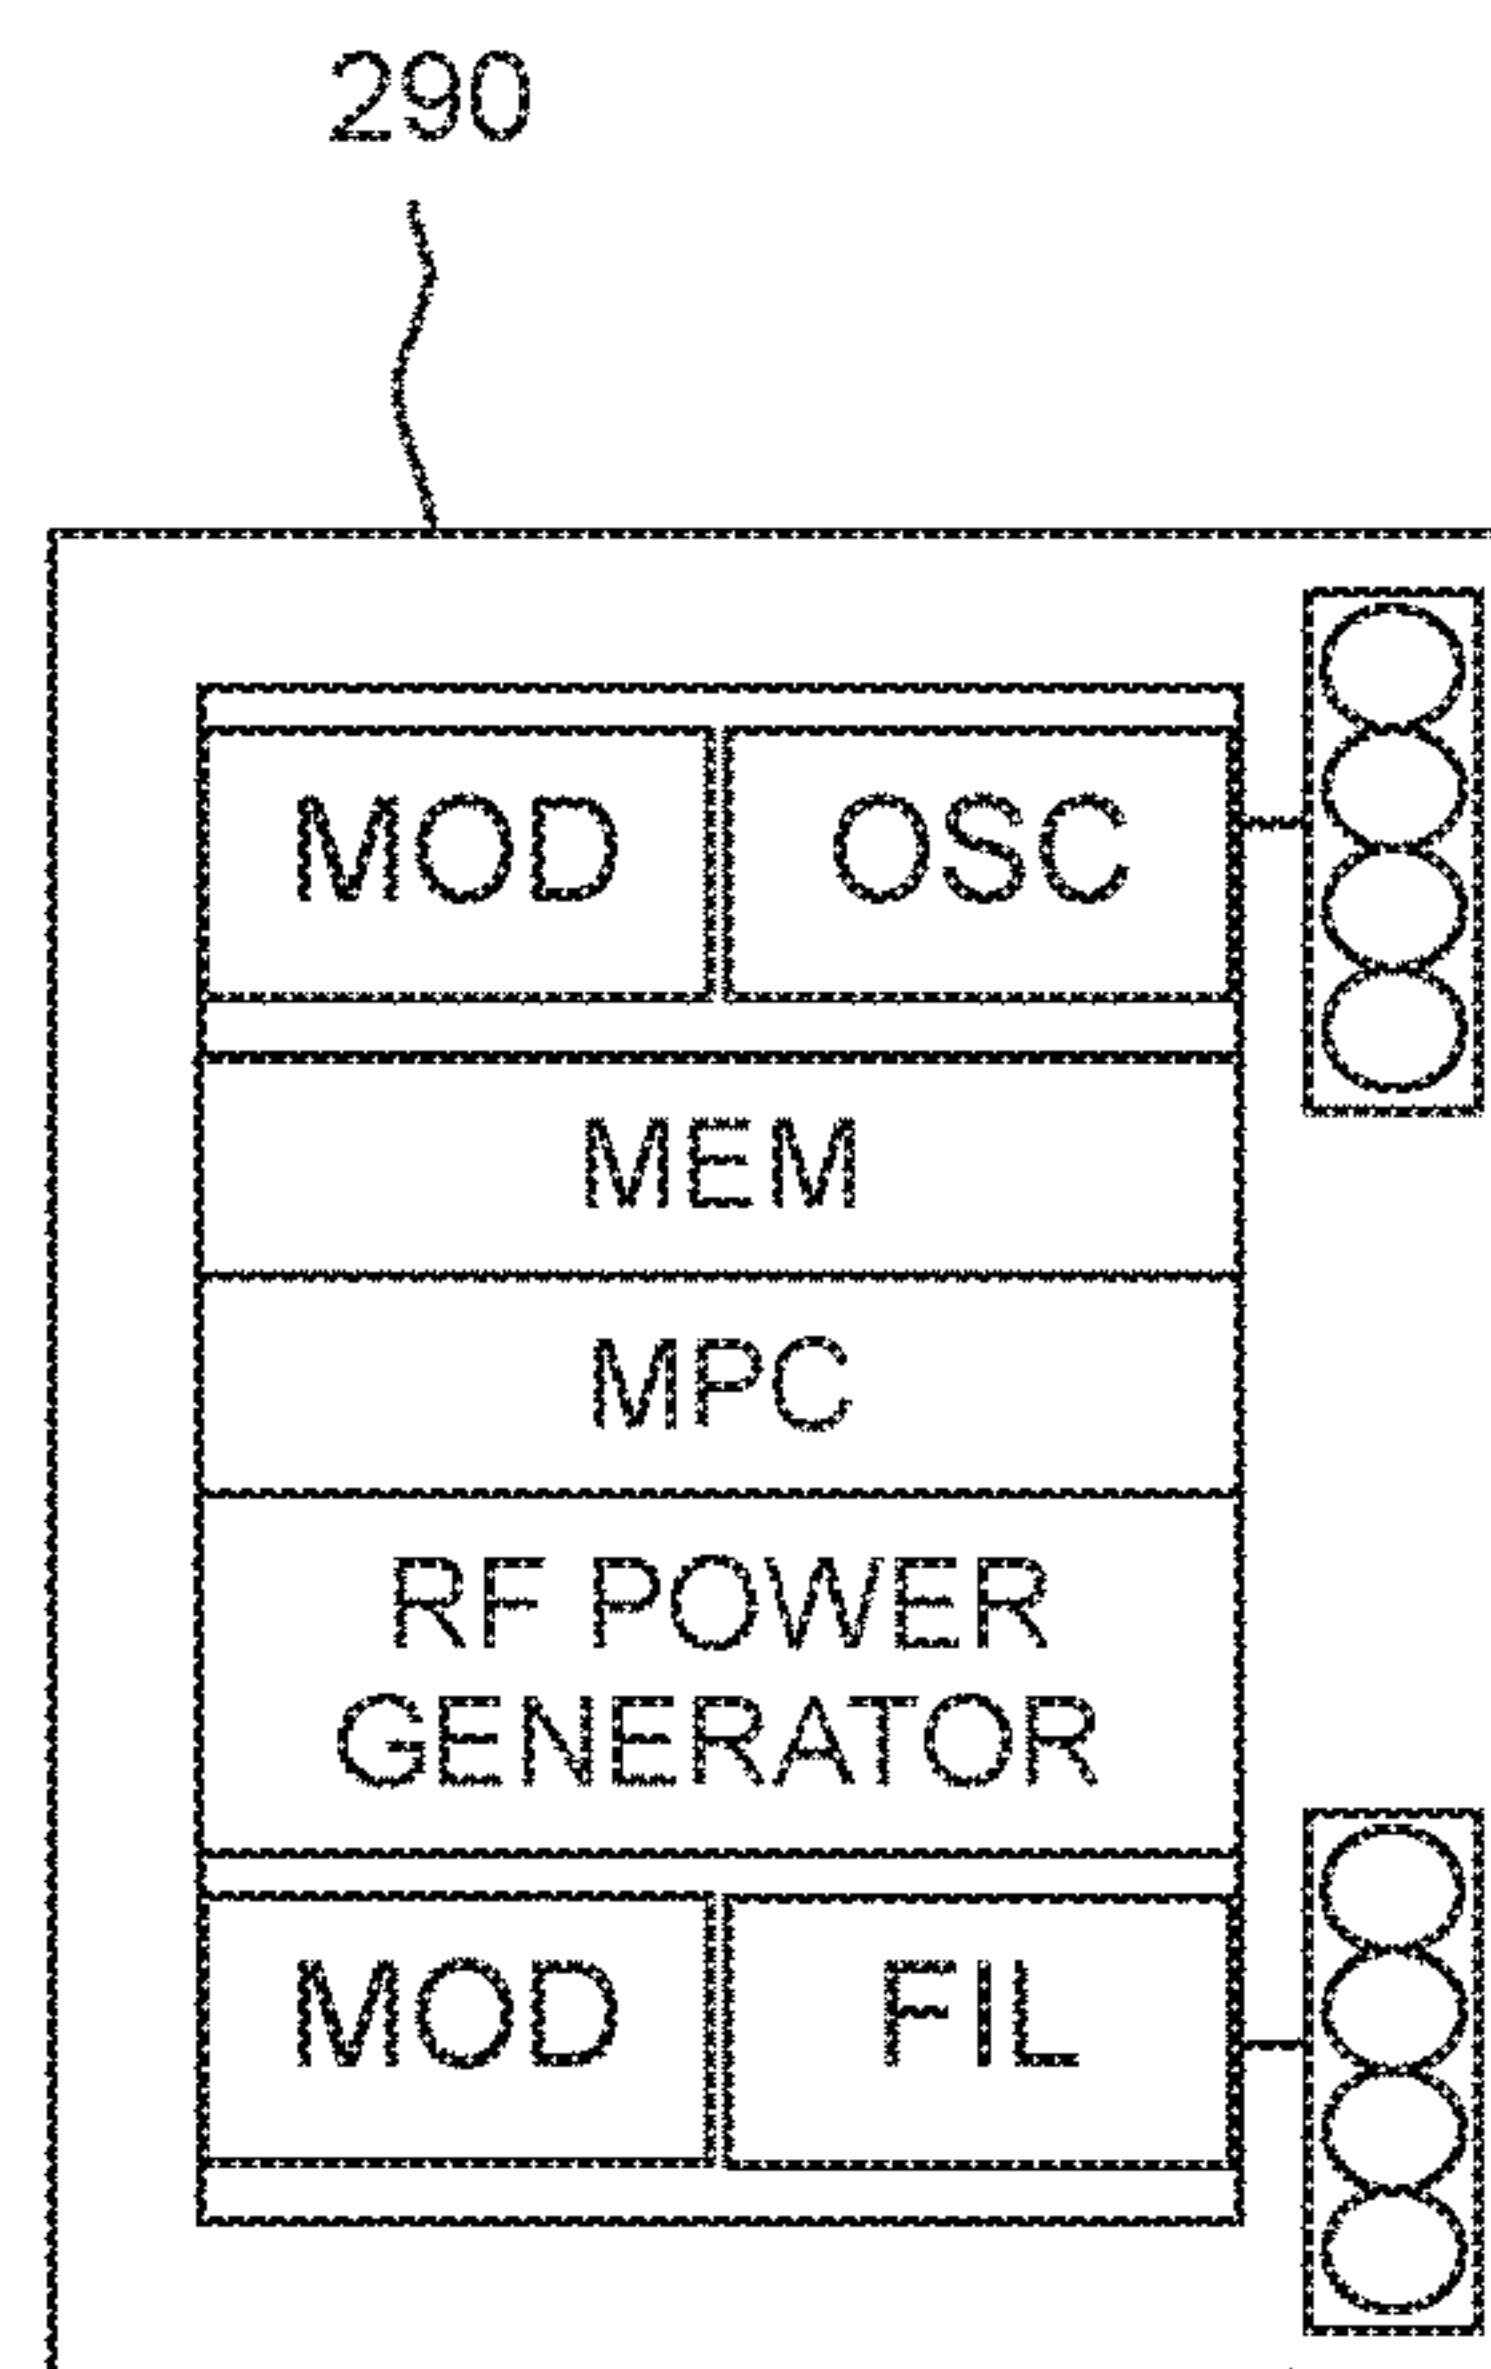 290
MOD OSC
MEM
MPC
RF POWER
GENERATOR
MOD FIL